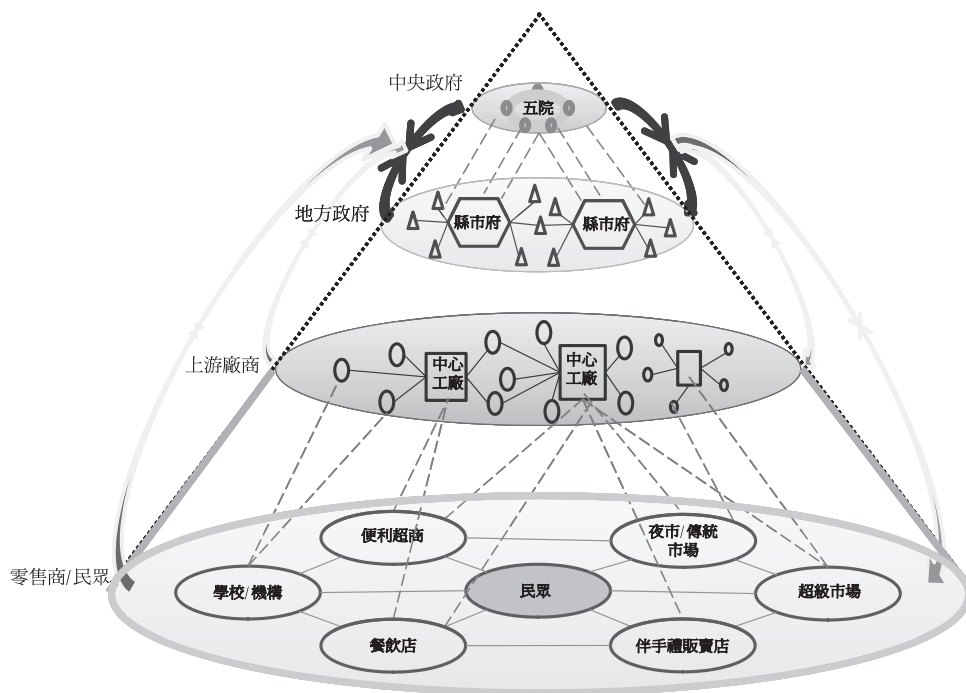 中央政府
五院
地方政府
縣市府
縣市府
上游廠商
中心
工廠
中心
工廠
便利超商
夜市/傳統
市場
零售商/民眾
學校/機構
民眾
超級市場
餐飲店
伴手禮販賣店